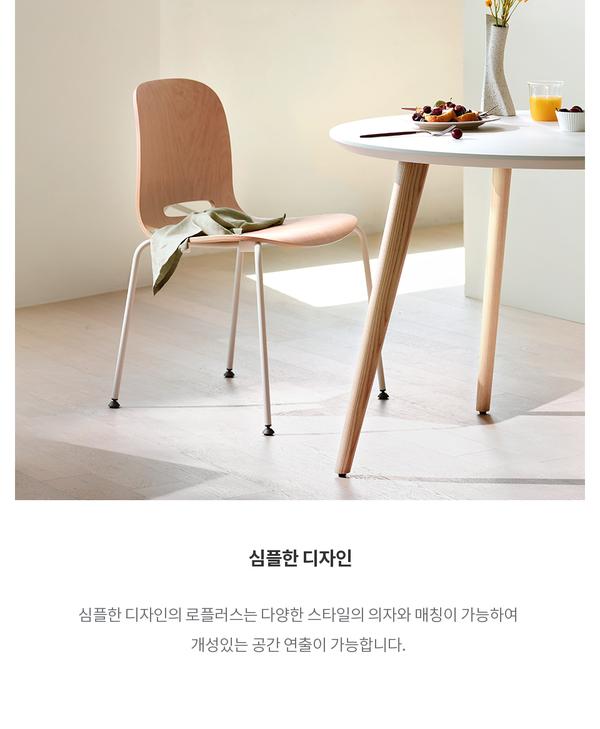 심플한 디자인
심플한 디자인의 로플러스는 다양한 스타일의 의자와 매칭이 가능하여
개성있는 공간 연출이 가능합니다.